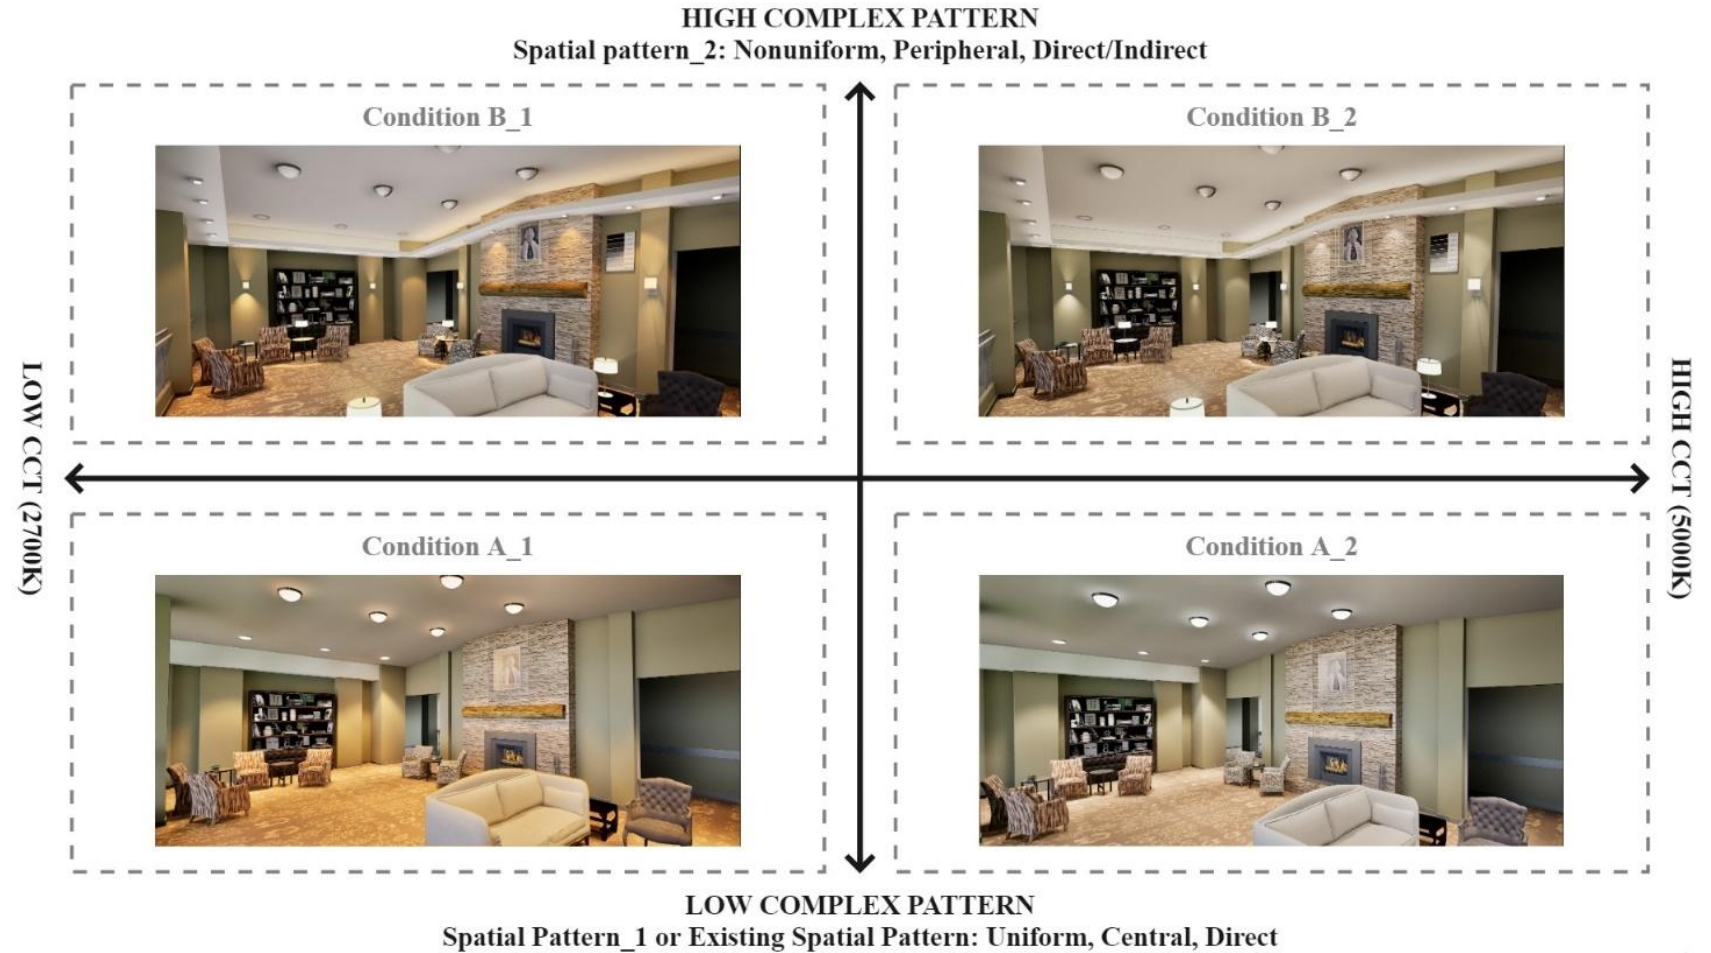 HIGH COMPLEX PATTERN
Spatial pattern_2: Nonuniform, Peripheral, Direct/Indirect
Condition B_1
Condition B_2
LOW CCT (2700K)
HIGH CCT (5000K)
Condition A_1
Condition A_2
LOW COMPLEX PATTERN
Spatial Pattern_1 or Existing Spatial Pattern: Uniform, Central, Direct